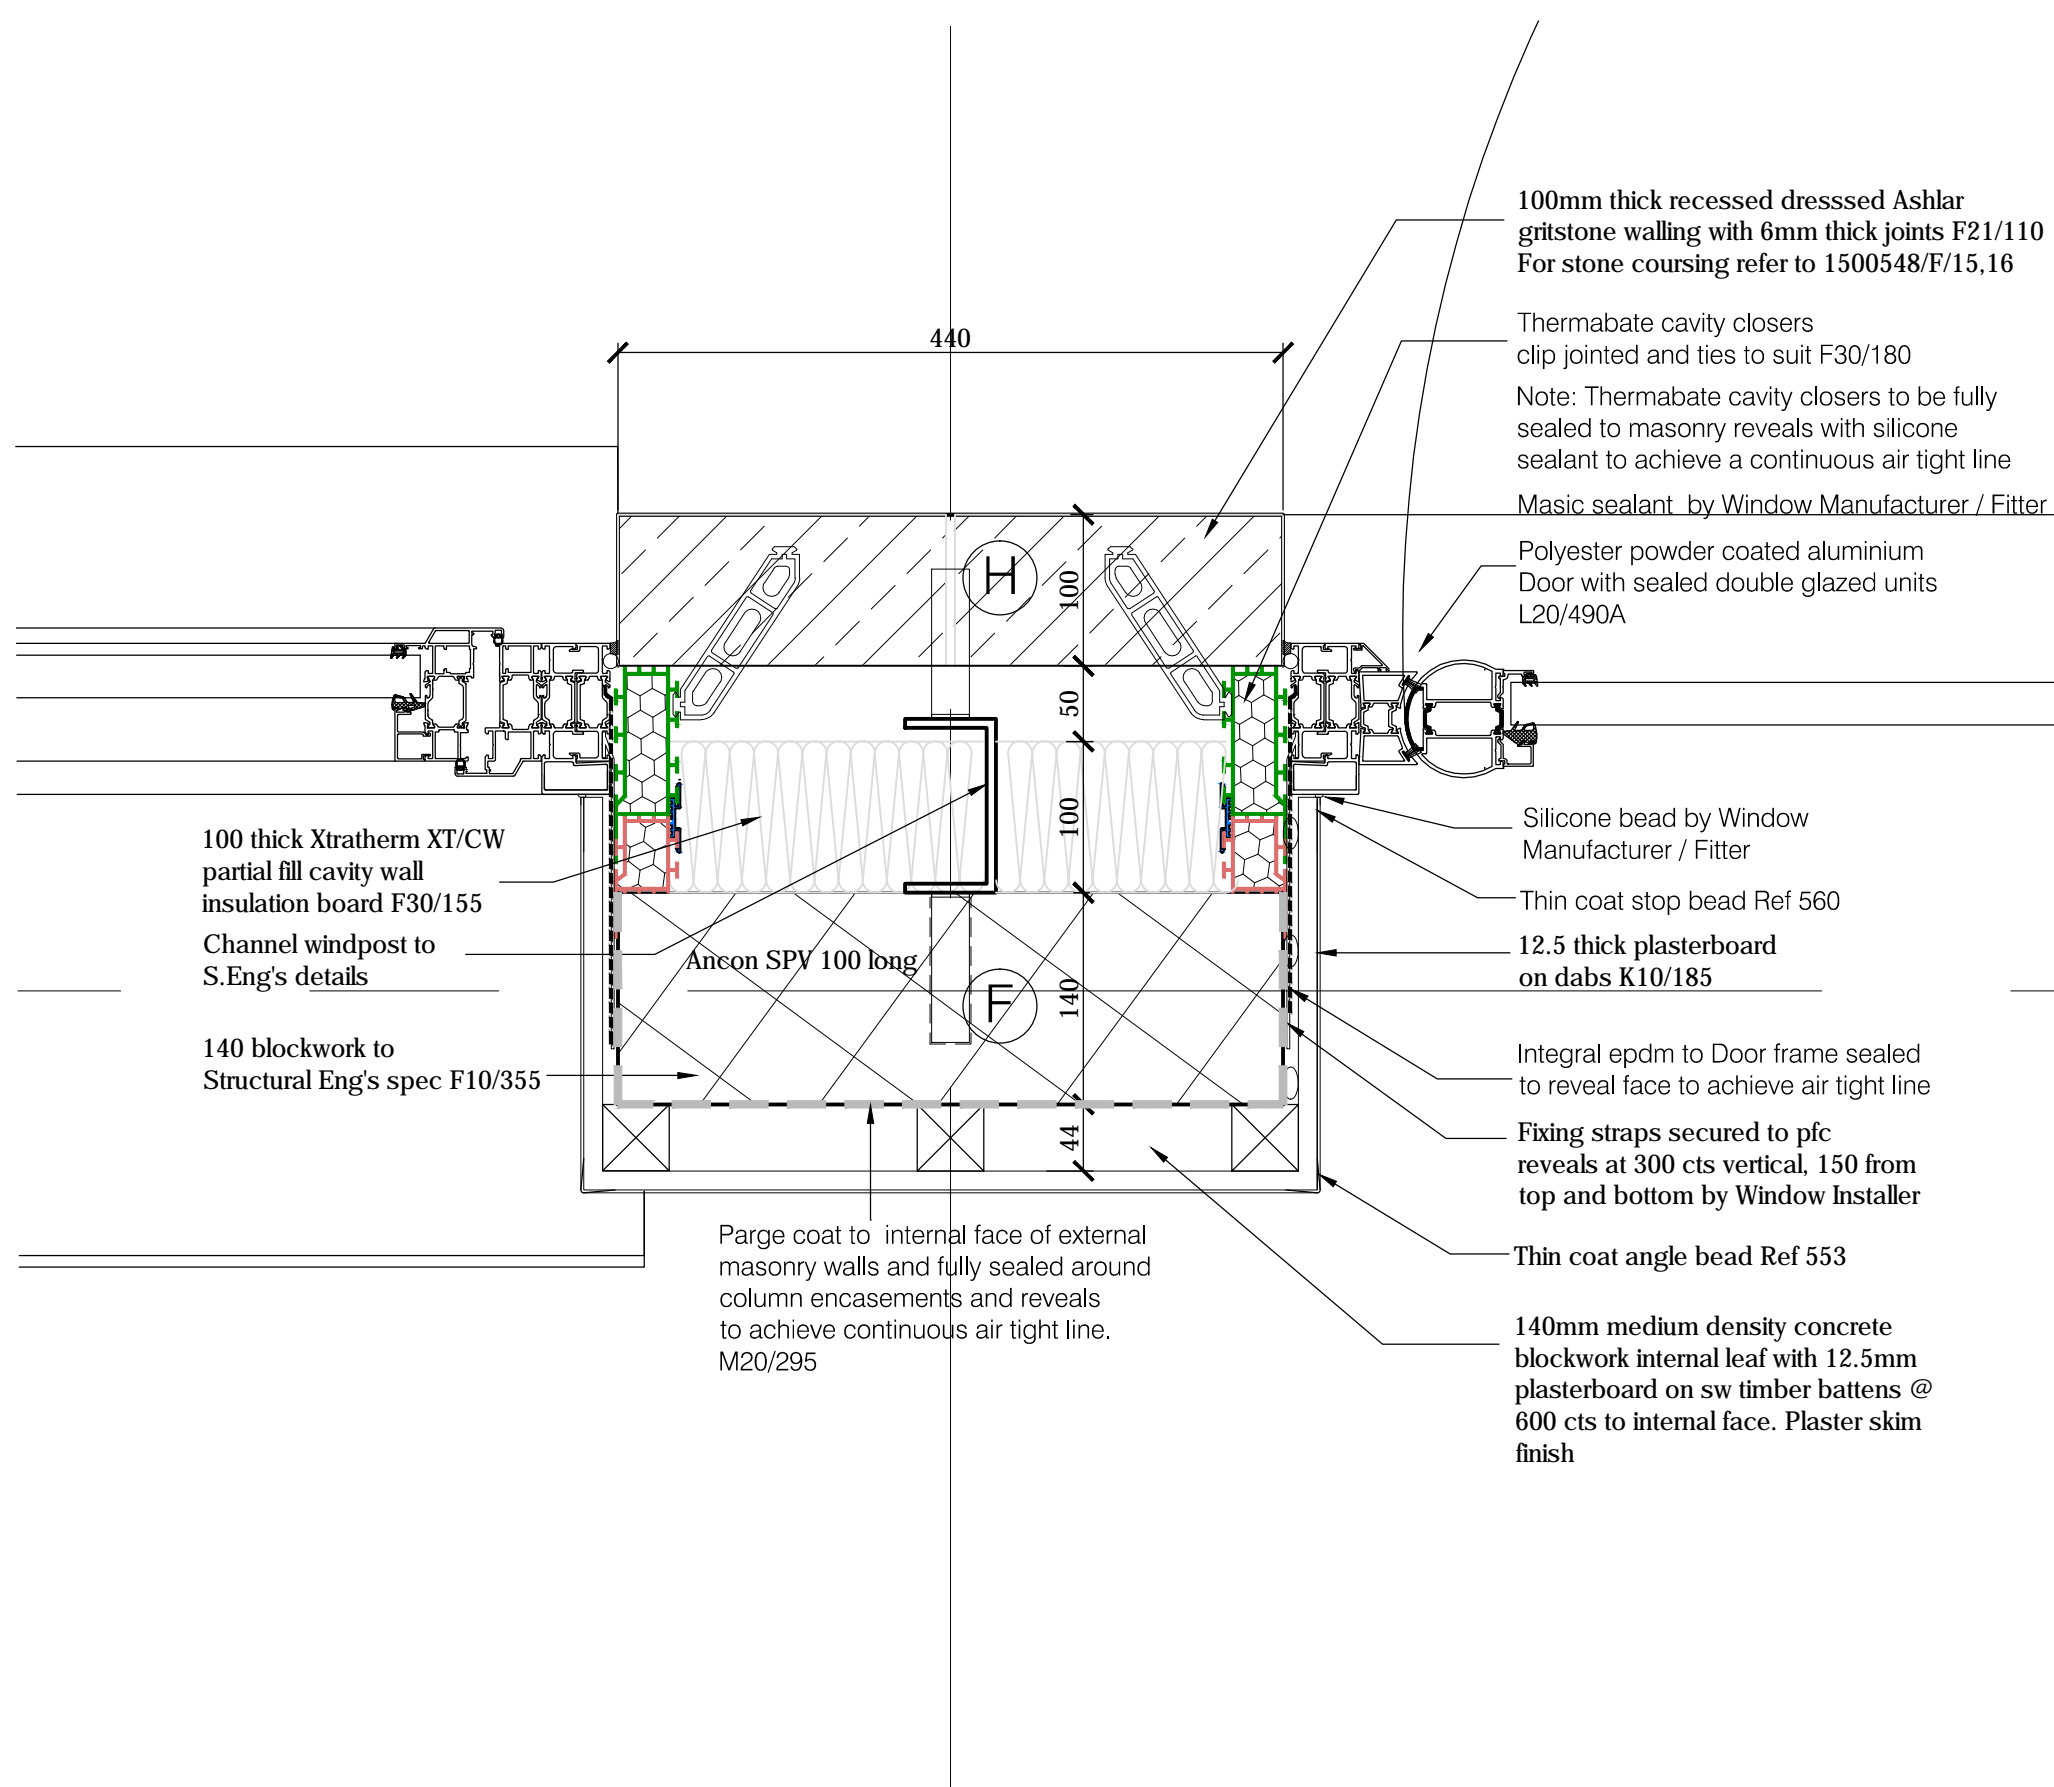 100mm thick recessed dresssed Ashlar
gritstone walling with 6mm thick joints F21/110
For stone coursing refer to 1500548/F/15,16
Thermabate cavity closers
clip jointed and ties to suit F30/180
Note: Thermabate cavity closers to be fully
sealed to masonry reveals with silicone
sealant to achieve a continuous air tight line
Masic sealant by Window Manufacturer / Fitter
Polyester powder coated aluminium
Door with sealed double glazed units
L20/490A
440
H
100
50
100
140
44
F
Ancon SPV 100 long
100 thick Xtratherm XT/CW
partial fill cavity wall
insulation board F30/155
Channel windpost to
S.Eng's details
140 blockwork to
Structural Eng's spec F10/355
Silicone bead by Window
Manufacturer / Fitter
Thin coat stop bead Ref 560
12.5 thick plasterboard
on dabs K10/185
Integral epdm to Door frame sealed
to reveal face to achieve air tight line
Fixing straps secured to pfc
reveals at 300 cts vertical, 150 from
top and bottom by Window Installer
Thin coat angle bead Ref 553
Parge coat to internal face of external
masonry walls and fully sealed around
column encasements and reveals
to achieve continuous air tight line.
M20/295
140mm medium density concrete
blockwork internal leaf with 12.5mm
plasterboard on sw timber battens @
600 cts to internal face. Plaster skim
finish